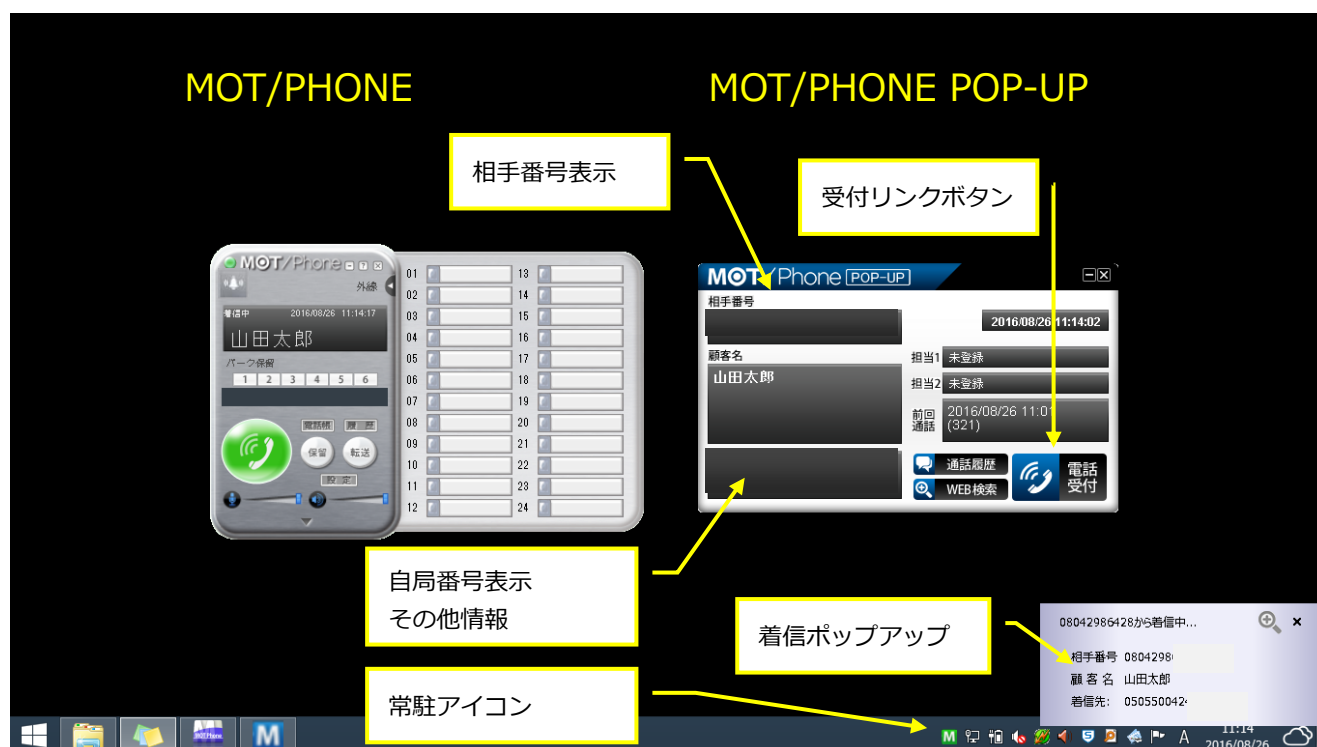 MOT/PHONE
MOT/PHONE POP-UP
相手番号表示
受付リンクボタン
MOT/Phone
外線
着信中 2016/08/26 11:14:17
山田太郎
パーク保留
1 2 3 4 5 6
電話帳 履歴
保留 転送
設定
01 13
02 14
03 15
04 16
05 17
06 18
07 19
08 20
09 21
10 22
11 23
12 24
MOT/Phone POP-UP
相手番号
2016/08/26 11:14:02
顧客名
山田太郎
担当1 未登録
担当2 未登録
前回通話 2016/08/26 11:01
(321)
通話履歴
WEB検索
電話
受付
自局番号表示
その他情報
着信ポップアップ
常駐アイコン
08042986428から着信中...
相手番号 0804298
顧客名 山田太郎
着信先: 0505500424
A
11:14
2016/08/26